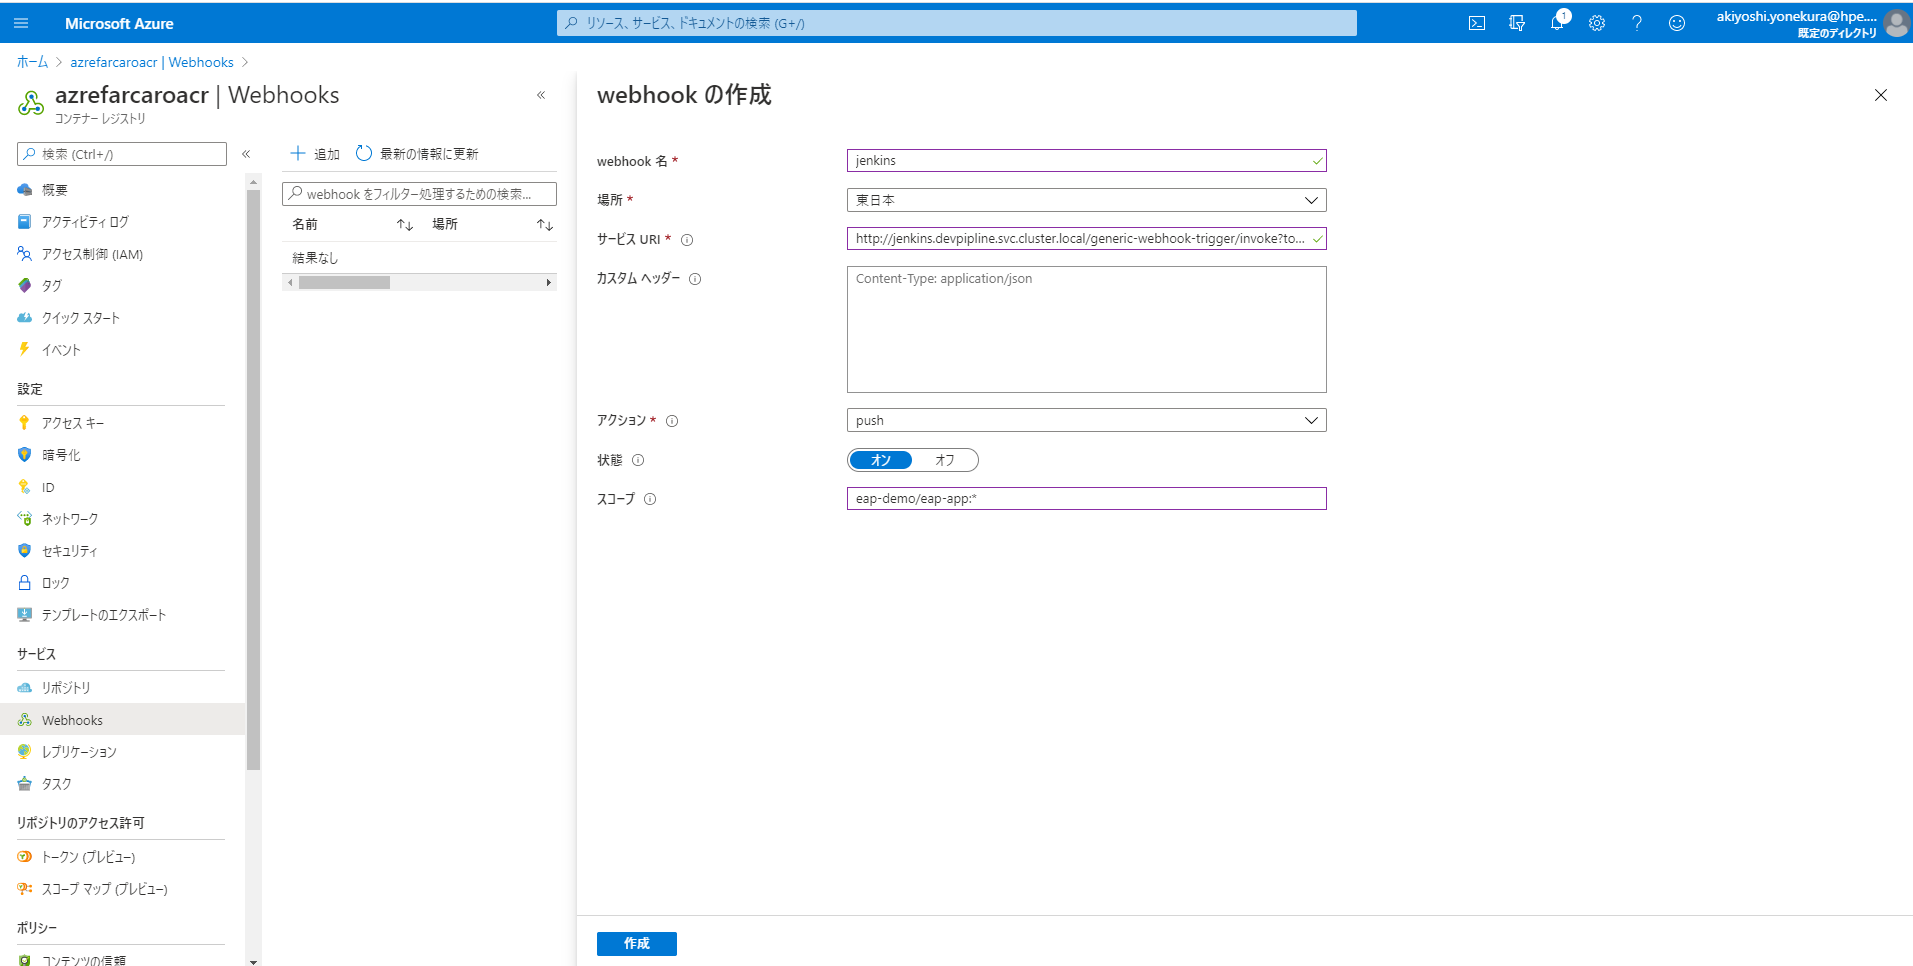 Microsoft Azure
リソース、サービス、ドキュメントの検索 (G+/)
1
akiyoshi.yonekura@hpe....
既定のディレクトリ
ホーム > azrefarcaroacr | Webhooks >
azrefarcaroacr | Webhooks
コンテナー レジストリ
«
検索 (Ctrl+/)
«
概要
アクティビティ ログ
アクセス制御 (IAM)
タグ
クイック スタート
イベント
設定
アクセス キー
暗号化
ID
ネットワーク
セキュリティ
ロック
テンプレートのエクスポート
サービス
リポジトリ
Webhooks
レプリケーション
タスク
リポジトリのアクセス許可
トークン (プレビュー)
スコープ マップ (プレビュー)
ポリシー
コンテンツの信頼
追加
最新の情報に更新
webhook をフィルター処理するための検索...
名前 ↑↓ 場所 ↑↓
結果なし
webhook の作成
webhook 名 *
jenkins
場所 *
東日本
サービス URI *
http://jenkins.devpipline.svc.cluster.local/generic-webhook-trigger/invoke?to...
カスタム ヘッダー
Content-Type: application/json
アクション *
push
状態
オン オフ
スコープ
eap-demo/eap-app:*
作成